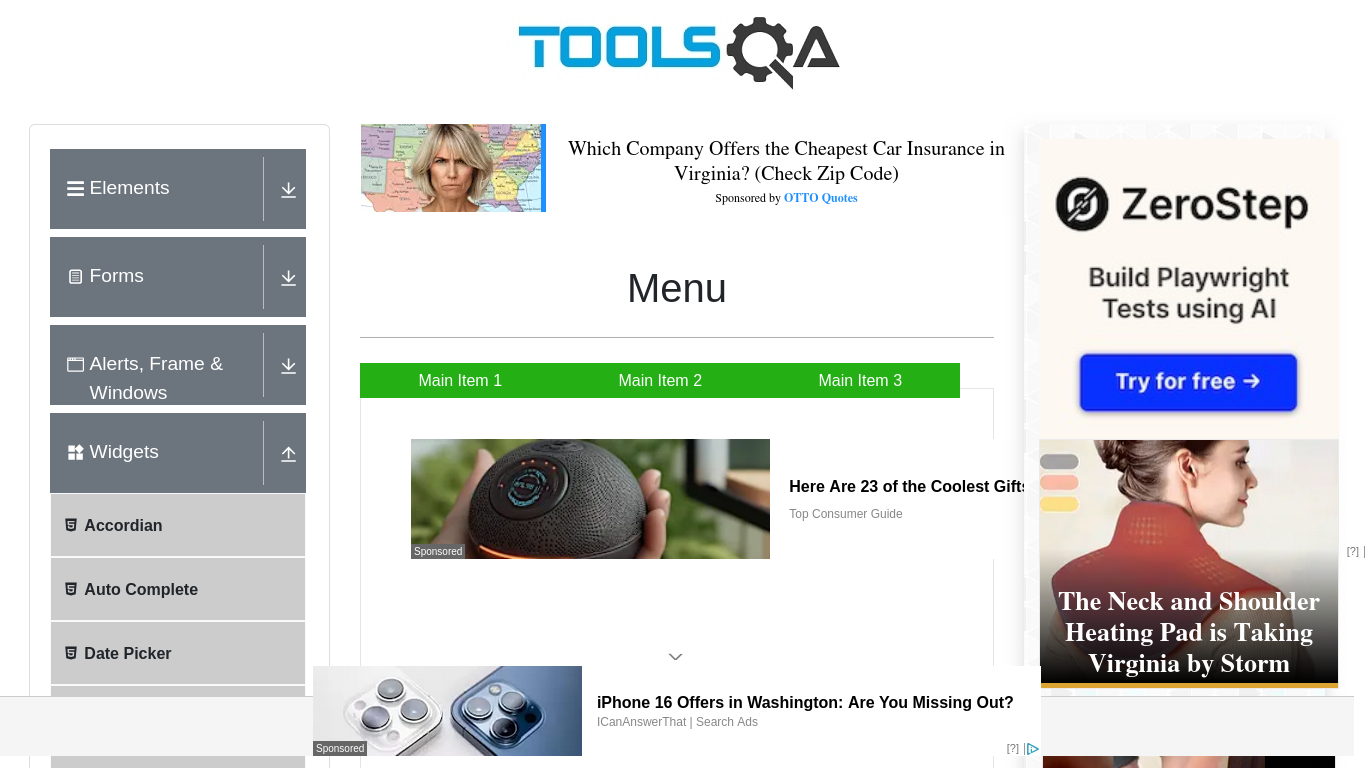 TOOLSQA
Elements
Forms
Alerts, Frame &
Windows
Widgets
Accordian
Auto Complete
Date Picker
Which Company Offers the Cheapest Car Insurance in
Virginia? (Check Zip Code)
Sponsored by OTTO Quotes
Menu
Main Item 1
Main Item 2
Main Item 3
Sponsored
Here Are 23 of the Coolest Gifts
Top Consumer Guide
ZeroStep
Build Playwright
Tests using AI
Try for free →
The Neck and Shoulder
Heating Pad is Taking
Virginia by Storm
[?]
Sponsored
iPhone 16 Offers in Washington: Are You Missing Out?
ICanAnswerThat | Search Ads
[?]